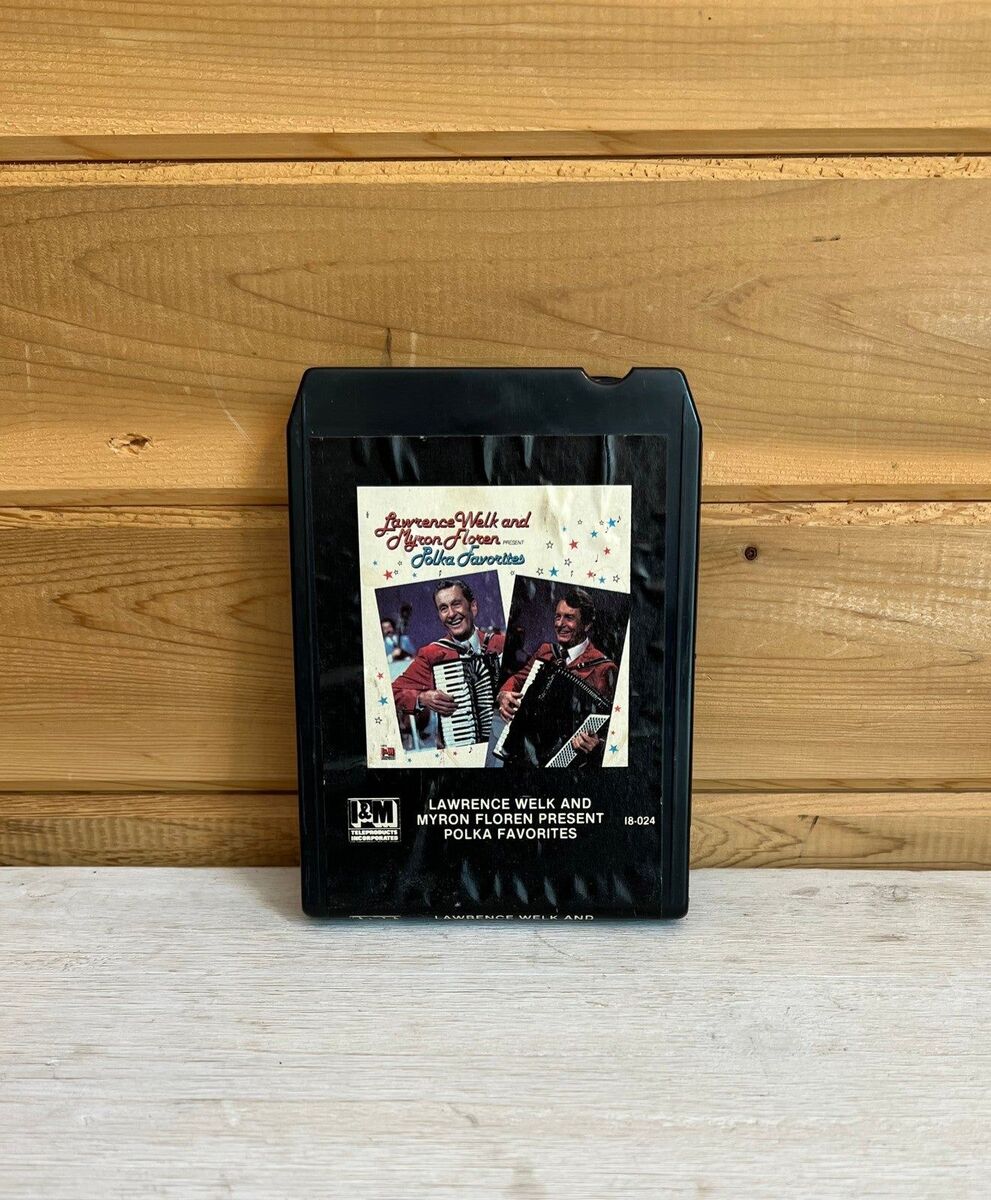 Lawrence Welk and
Myron Floren PRESENT
Polka Favorites
I&M
TELEPRODUCTS
INCORPORATED
LAWRENCE WELK AND
MYRON FLOREN PRESENT
POLKA FAVORITES
I8-024
LAWRENCE WELK AND